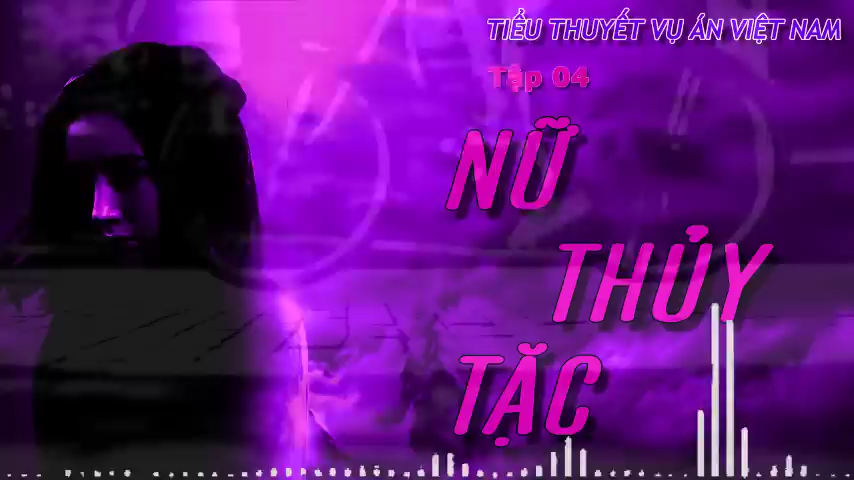 TIỂU THUYẾT VỤ ÁN VIỆT NAM
Tập 04
NỮ
THỦY
TẶC